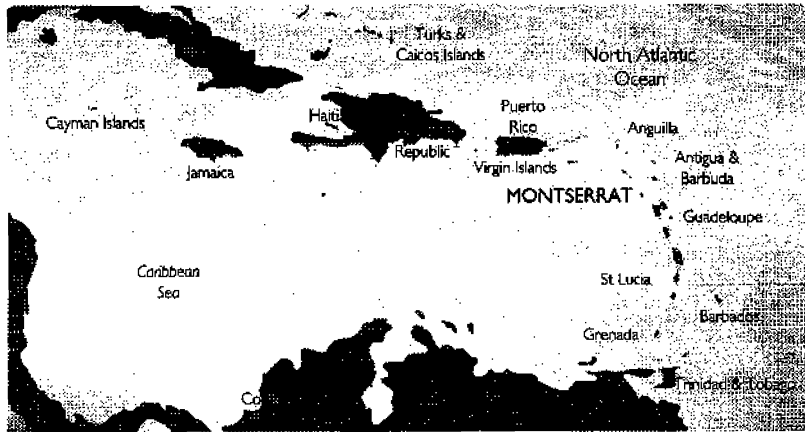 Turks &
Caicos Islands
North Atlantic
Ocean
Cayman Islands
Haiti
Puerto
Rico
Anguilla
Jamaica
Republic
Virgin Islands
Antigua &
Barbuda
MONTSERRAT
Guadeloupe
Caribbean
Sea
St Lucia
Barbados
Grenada
Trinidad & Tobago
Co